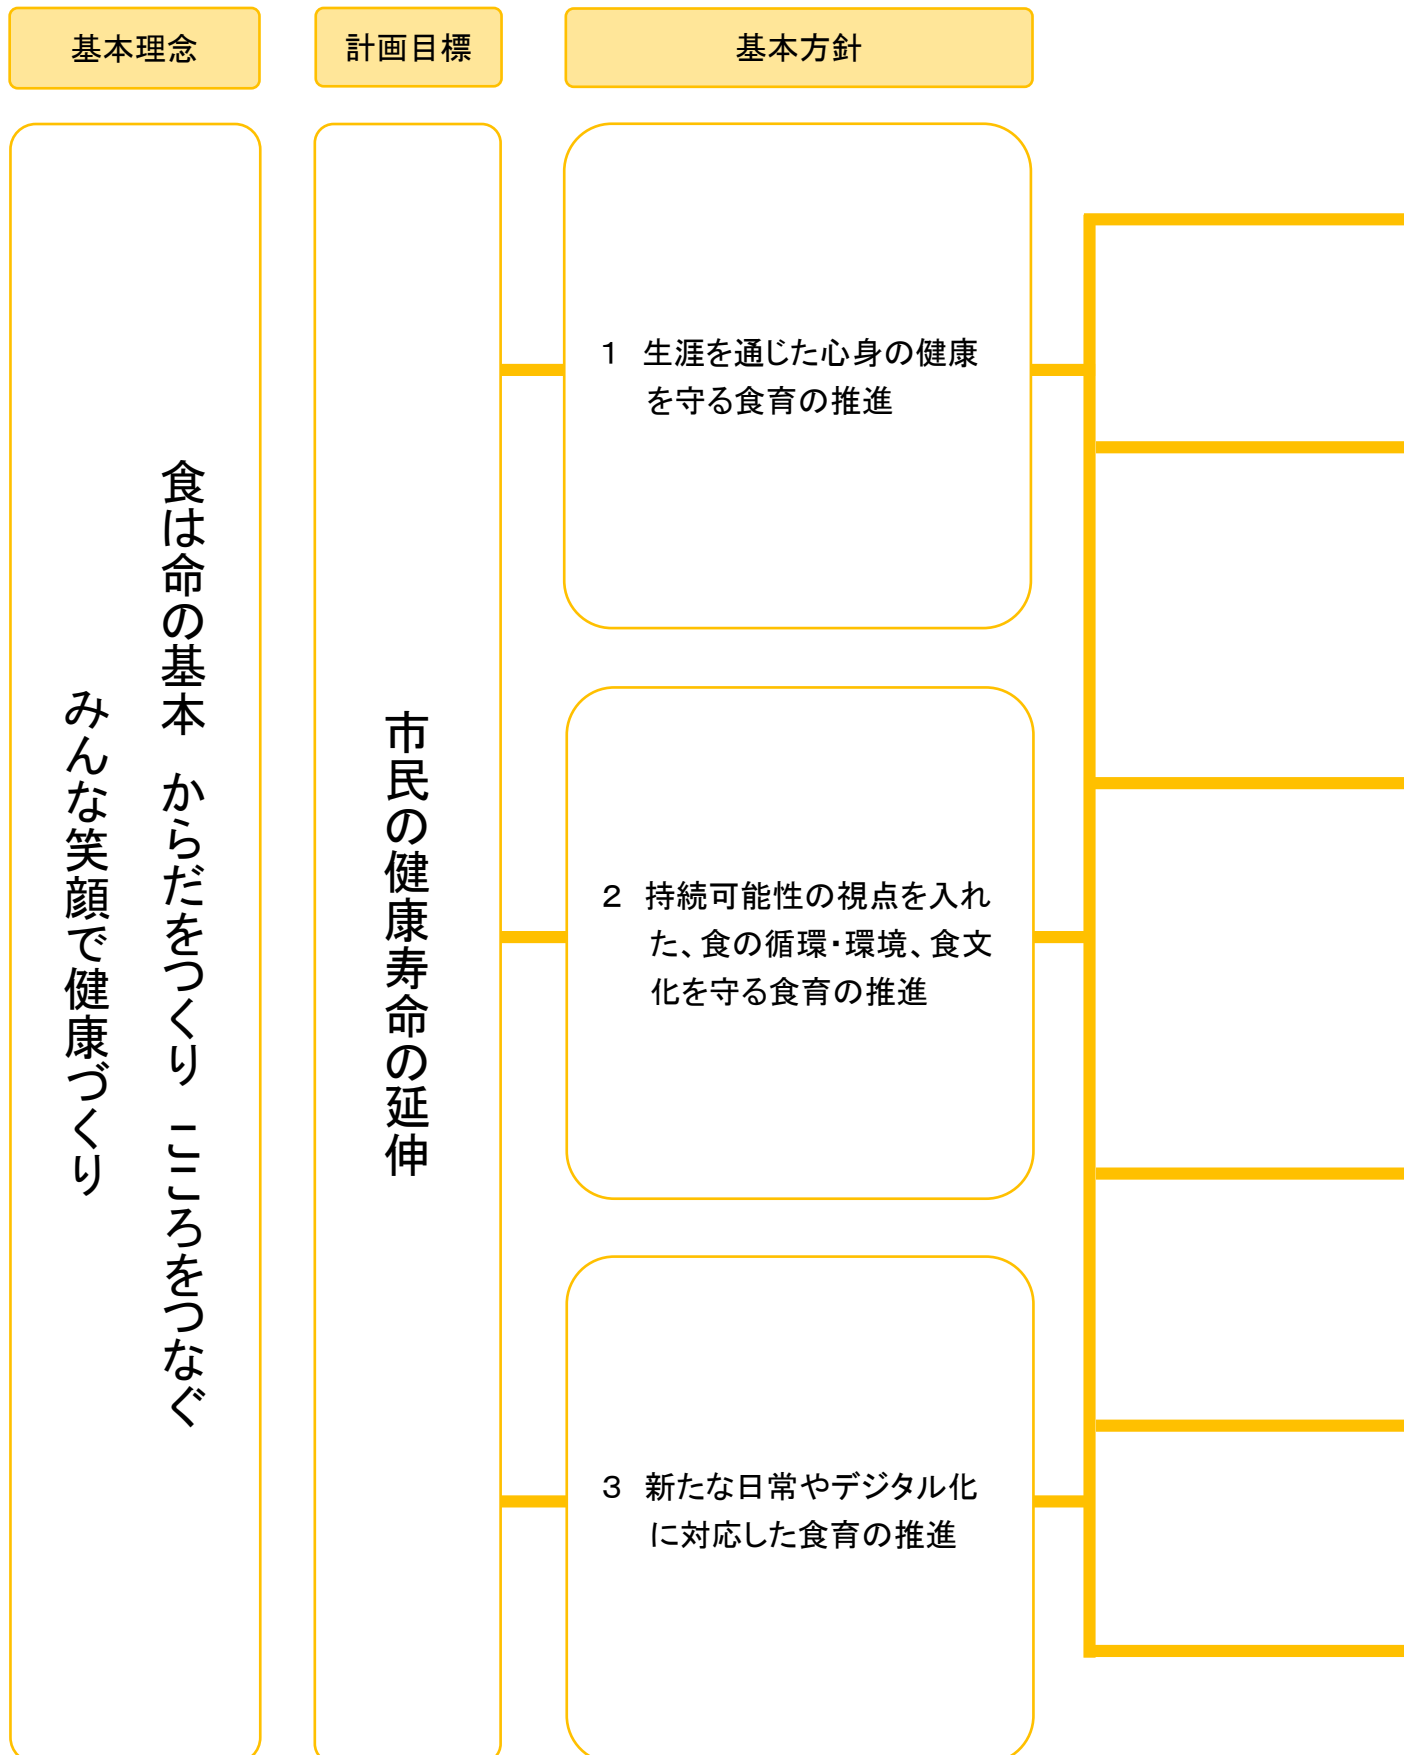 基本理念
計画目標
基本方針
食は命の基本　からだをつくり　こころをつなぐ
みんな笑顔で健康づくり
市民の健康寿命の延伸
１　生涯を通じた心身の健康
を守る食育の推進
２　持続可能性の視点を入れ
た、食の循環・環境、食文
化を守る食育の推進
３　新たな日常やデジタル化
に対応した食育の推進